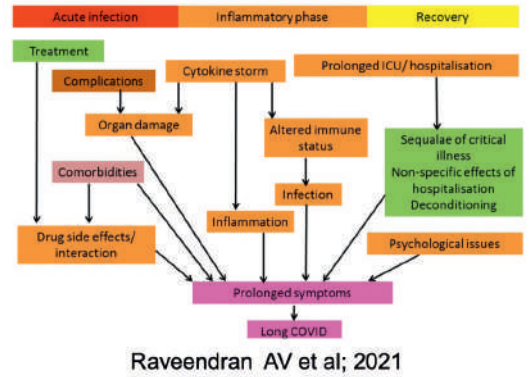 Acute infection
Inflammatory phase
Recovery
Treatment
Complications
Cytokine storm
Prolonged ICU/ hospitalisation
Organ damage
Altered immune
status
Sequalae of critical
illness
Non-specific effects of
hospitalisation
Deconditioning
Comorbidities
Infection
Inflammation
Drug side effects/
interaction
Psychological issues
Prolonged symptoms
Long COVID
Raveendran AV et al; 2021